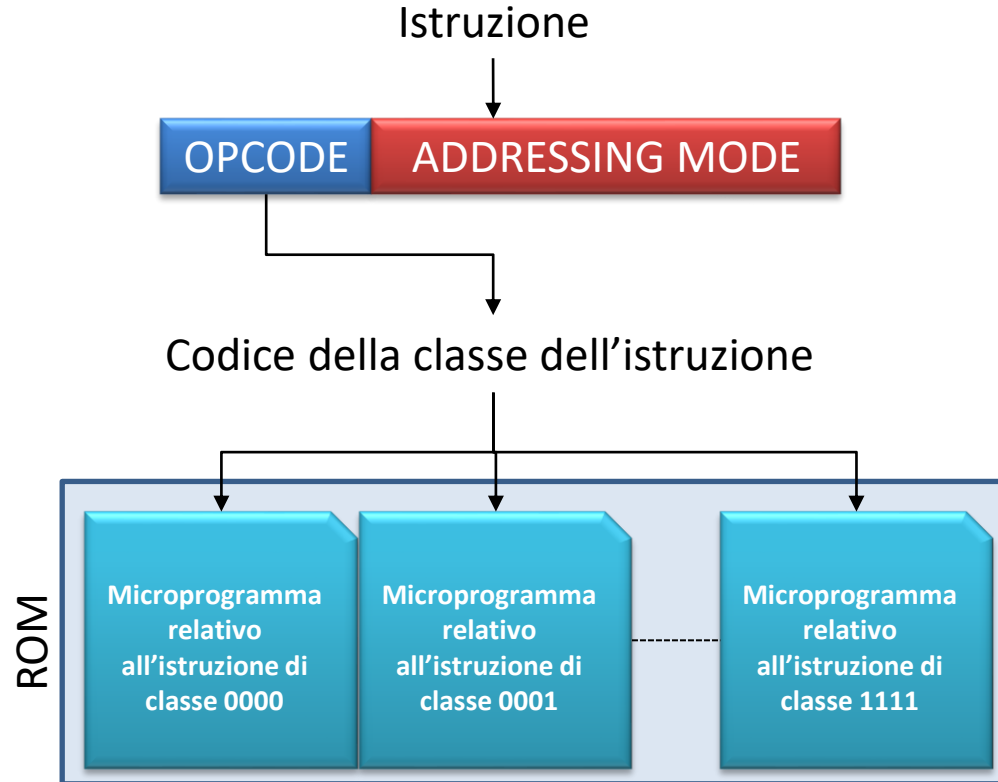 Istruzione
OPCODE ADDRESSING MODE
Codice della classe dell’istruzione
ROM
Microprogramma
relativo
all’istruzione di
classe 0000
Microprogramma
relativo
all’istruzione di
classe 0001
Microprogramma
relativo
all’istruzione di
classe 1111